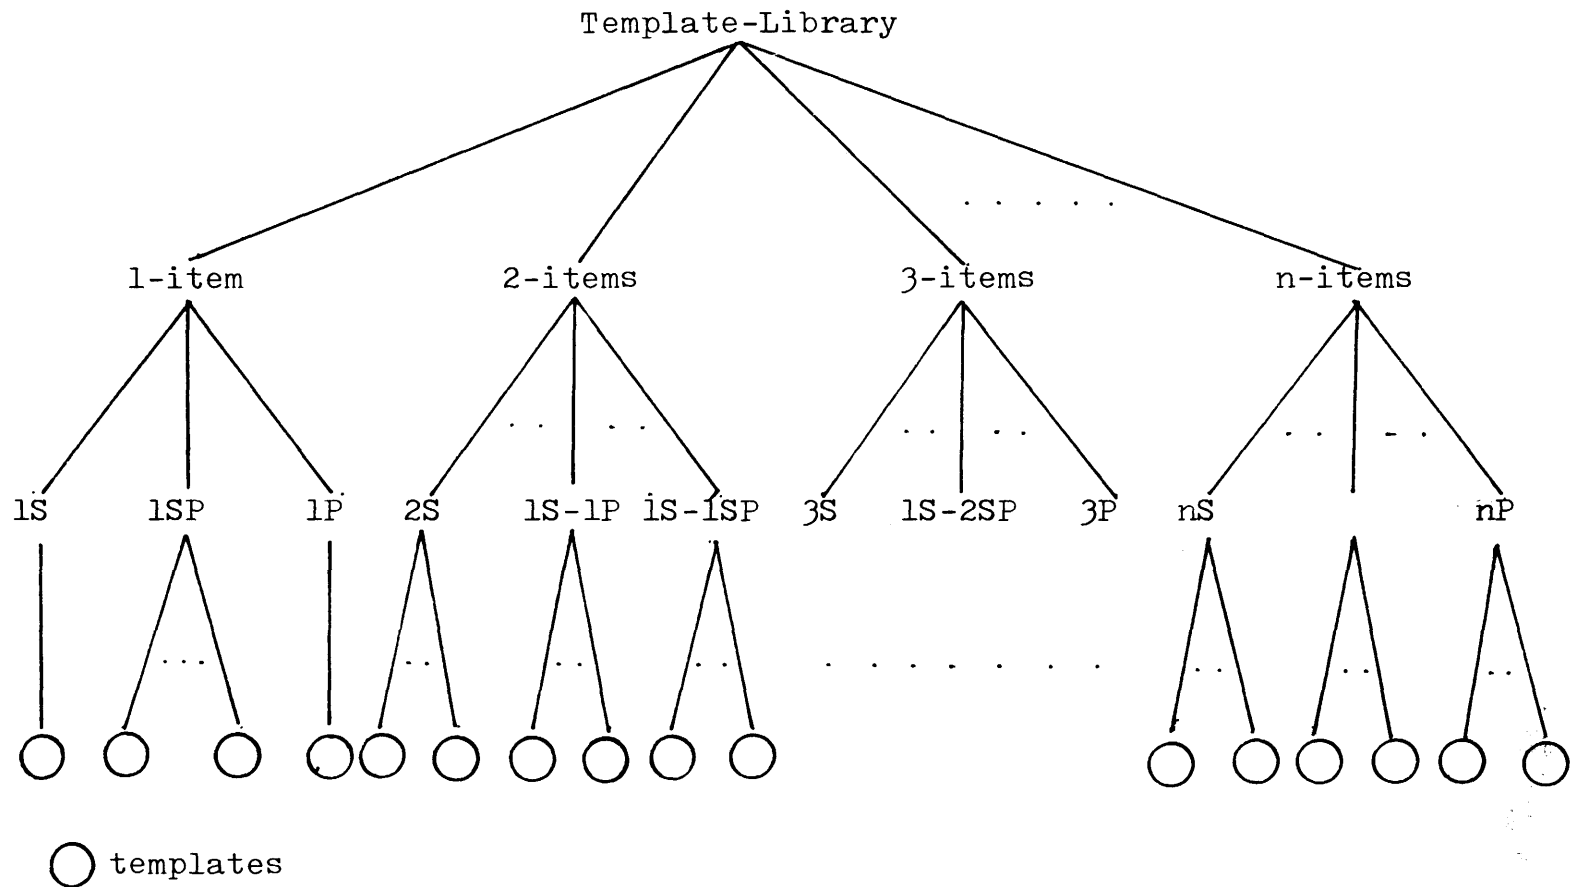 Template-Library
1-item 2-items 3-items n-items
1S 1SP 1P 2S 1S-1P 1S-1SP 3S 1S-2SP 3P nS nP
templates